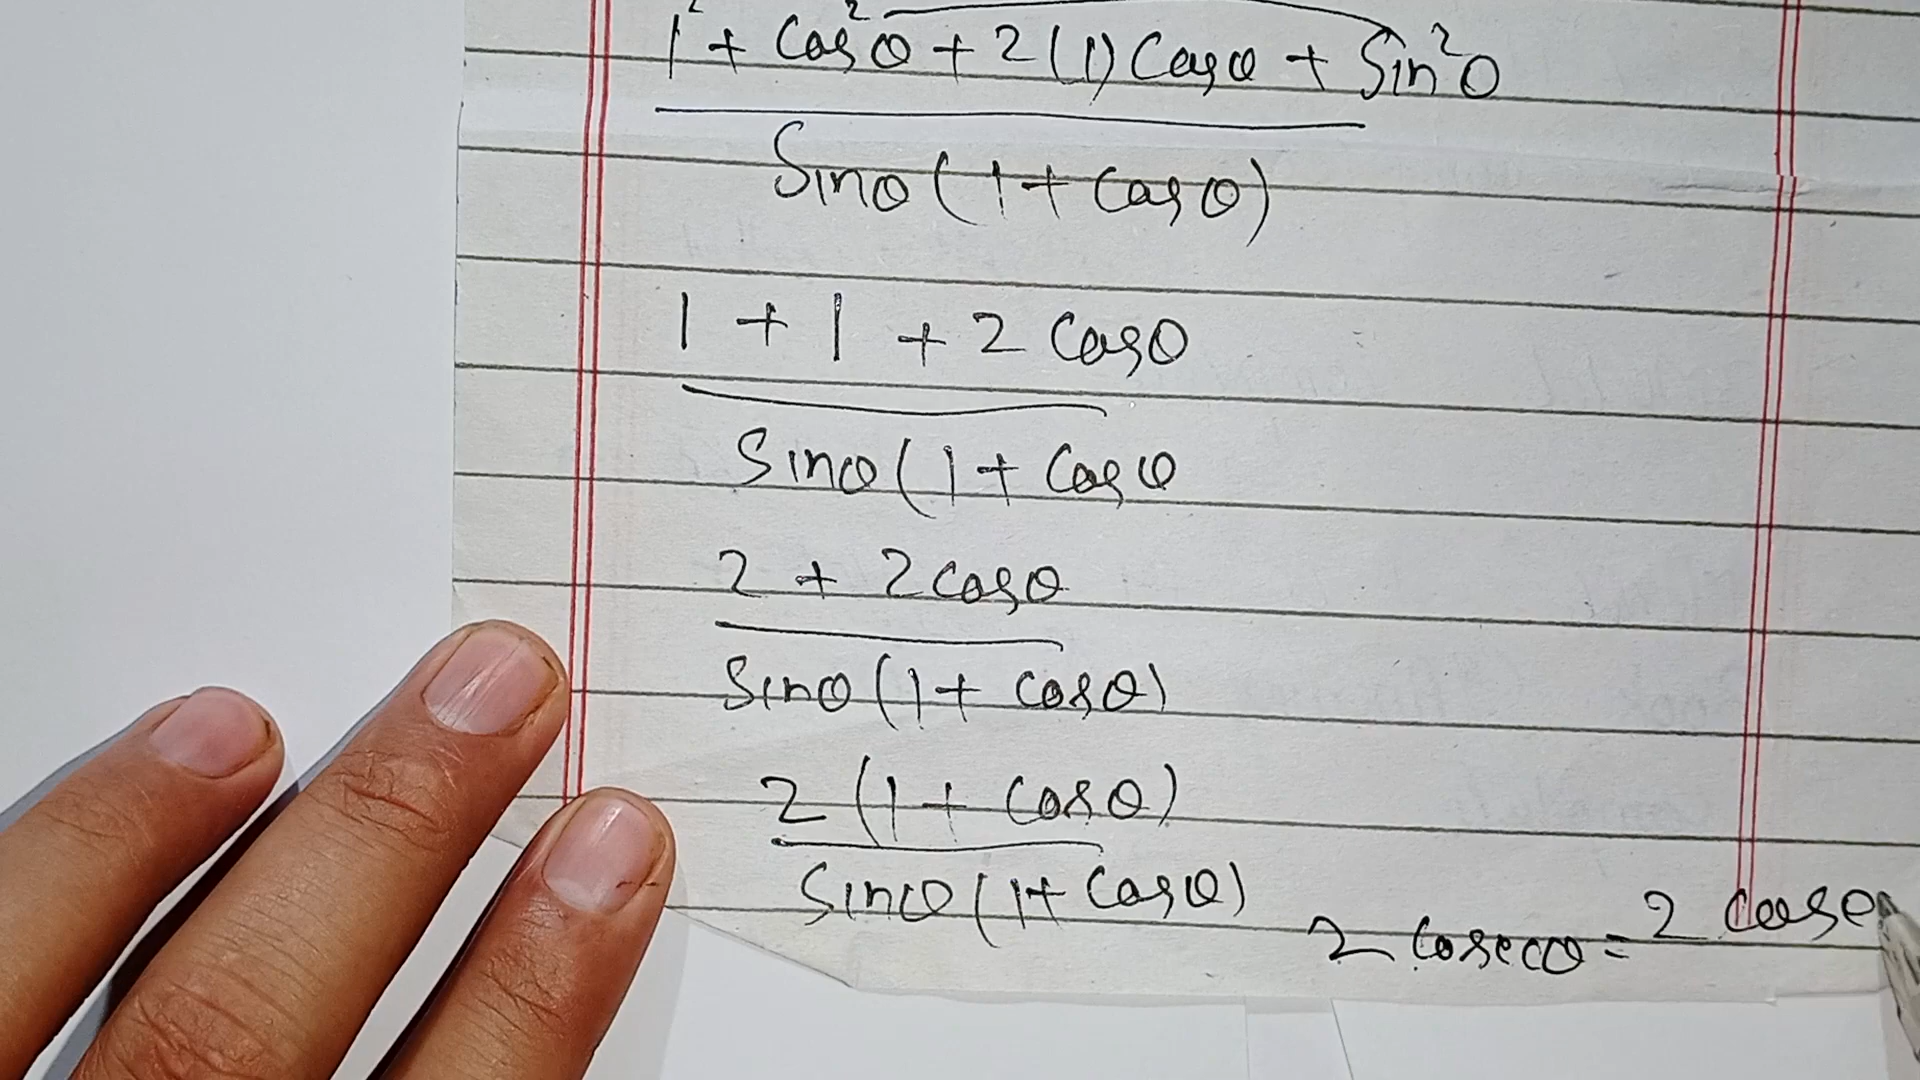 1² + Cos²θ + 2(1) Cosθ + Sin²θ
Sinθ (1 + Cosθ)
1 + 1 + 2 Cosθ
Sinθ (1 + Cosθ
2 + 2 Cosθ
Sinθ (1 + Cosθ)
2 (1 + Cosθ)
Sinθ (1 + Cosθ)
2 Cosecθ = 2 Cose